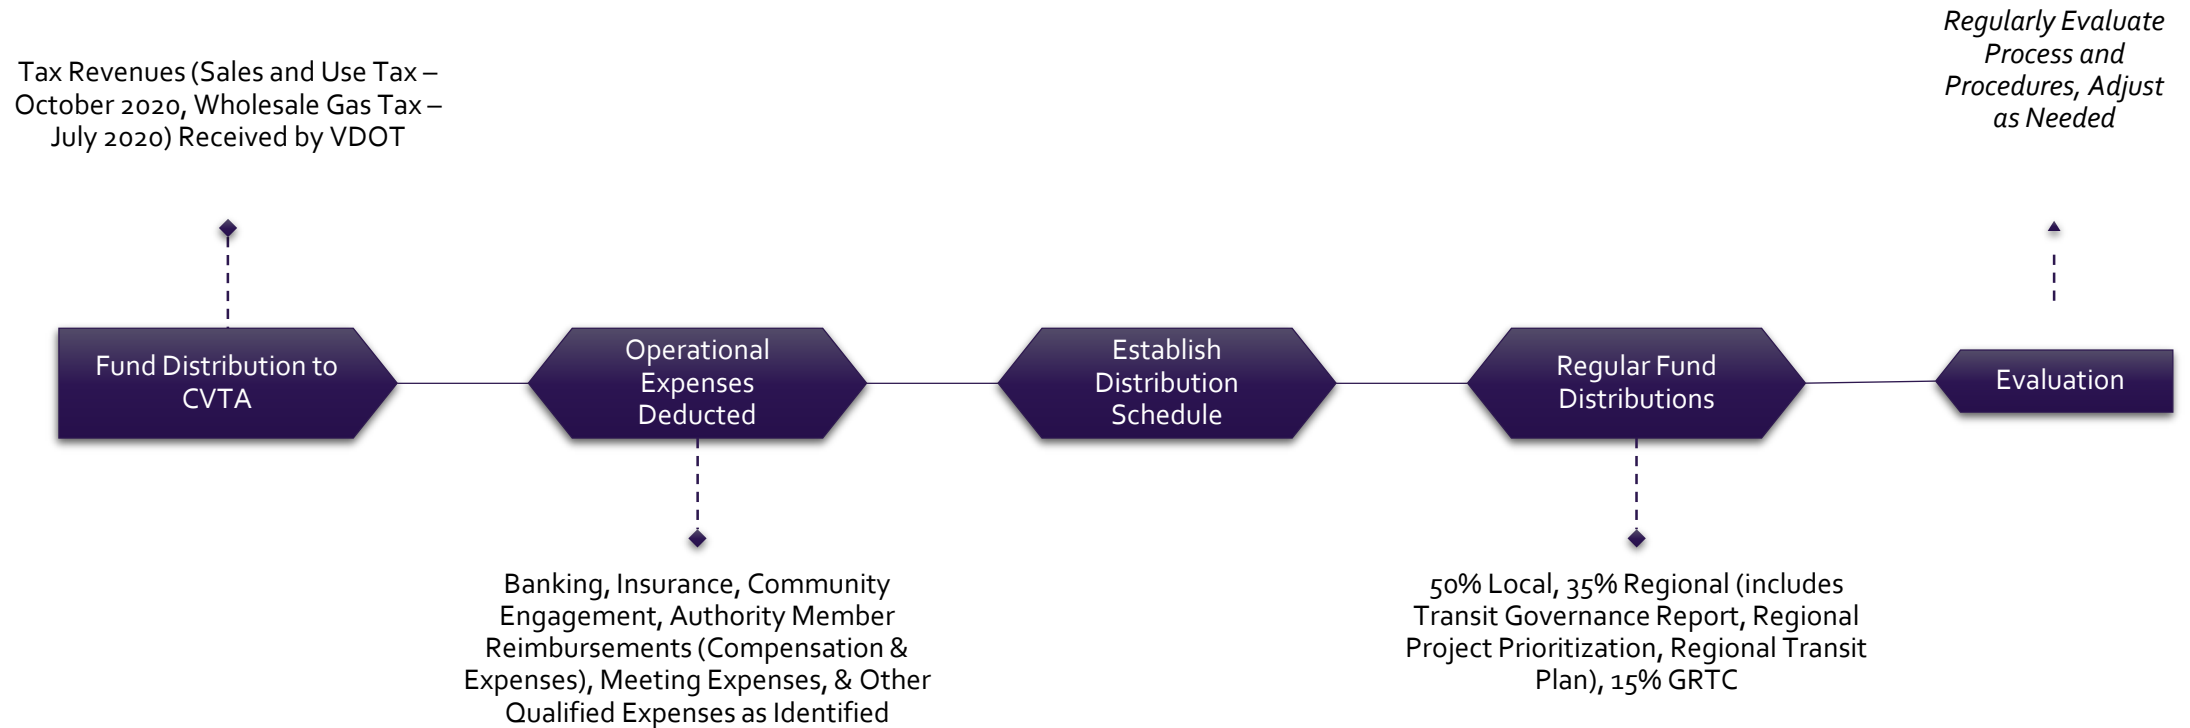 Tax Revenues (Sales and Use Tax –
October 2020, Wholesale Gas Tax –
July 2020) Received by VDOT
Regularly Evaluate
Process and
Procedures, Adjust
as Needed
Fund Distribution to
CVTA
Operational
Expenses
Deducted
Establish
Distribution
Schedule
Regular Fund
Distributions
Evaluation
Banking, Insurance, Community
Engagement, Authority Member
Reimbursements (Compensation &
Expenses), Meeting Expenses, & Other
Qualified Expenses as Identified
50% Local, 35% Regional (includes
Transit Governance Report, Regional
Project Prioritization, Regional Transit
Plan), 15% GRTC